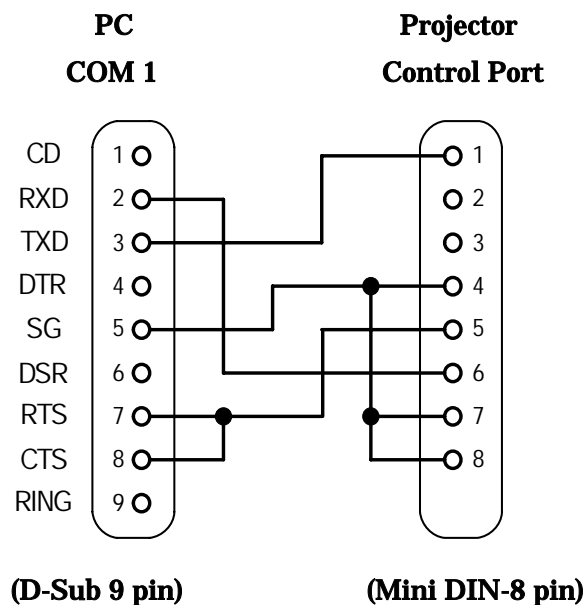 PC Projector
COM 1 Control Port
CD 1 1
RXD 2 2
TXD 3 3
DTR 4 4
SG 5 5
DSR 6 6
RTS 7 7
CTS 8 8
RING 9
(D-Sub 9 pin) (Mini DIN-8 pin)